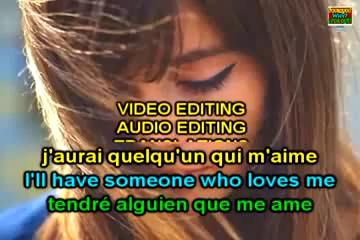 VIDEO EDITING
AUDIO EDITING
TRANSLATIONS
j'aurai quelqu'un qui m'aime
I'll have someone who loves me
tendré alguien que me ame